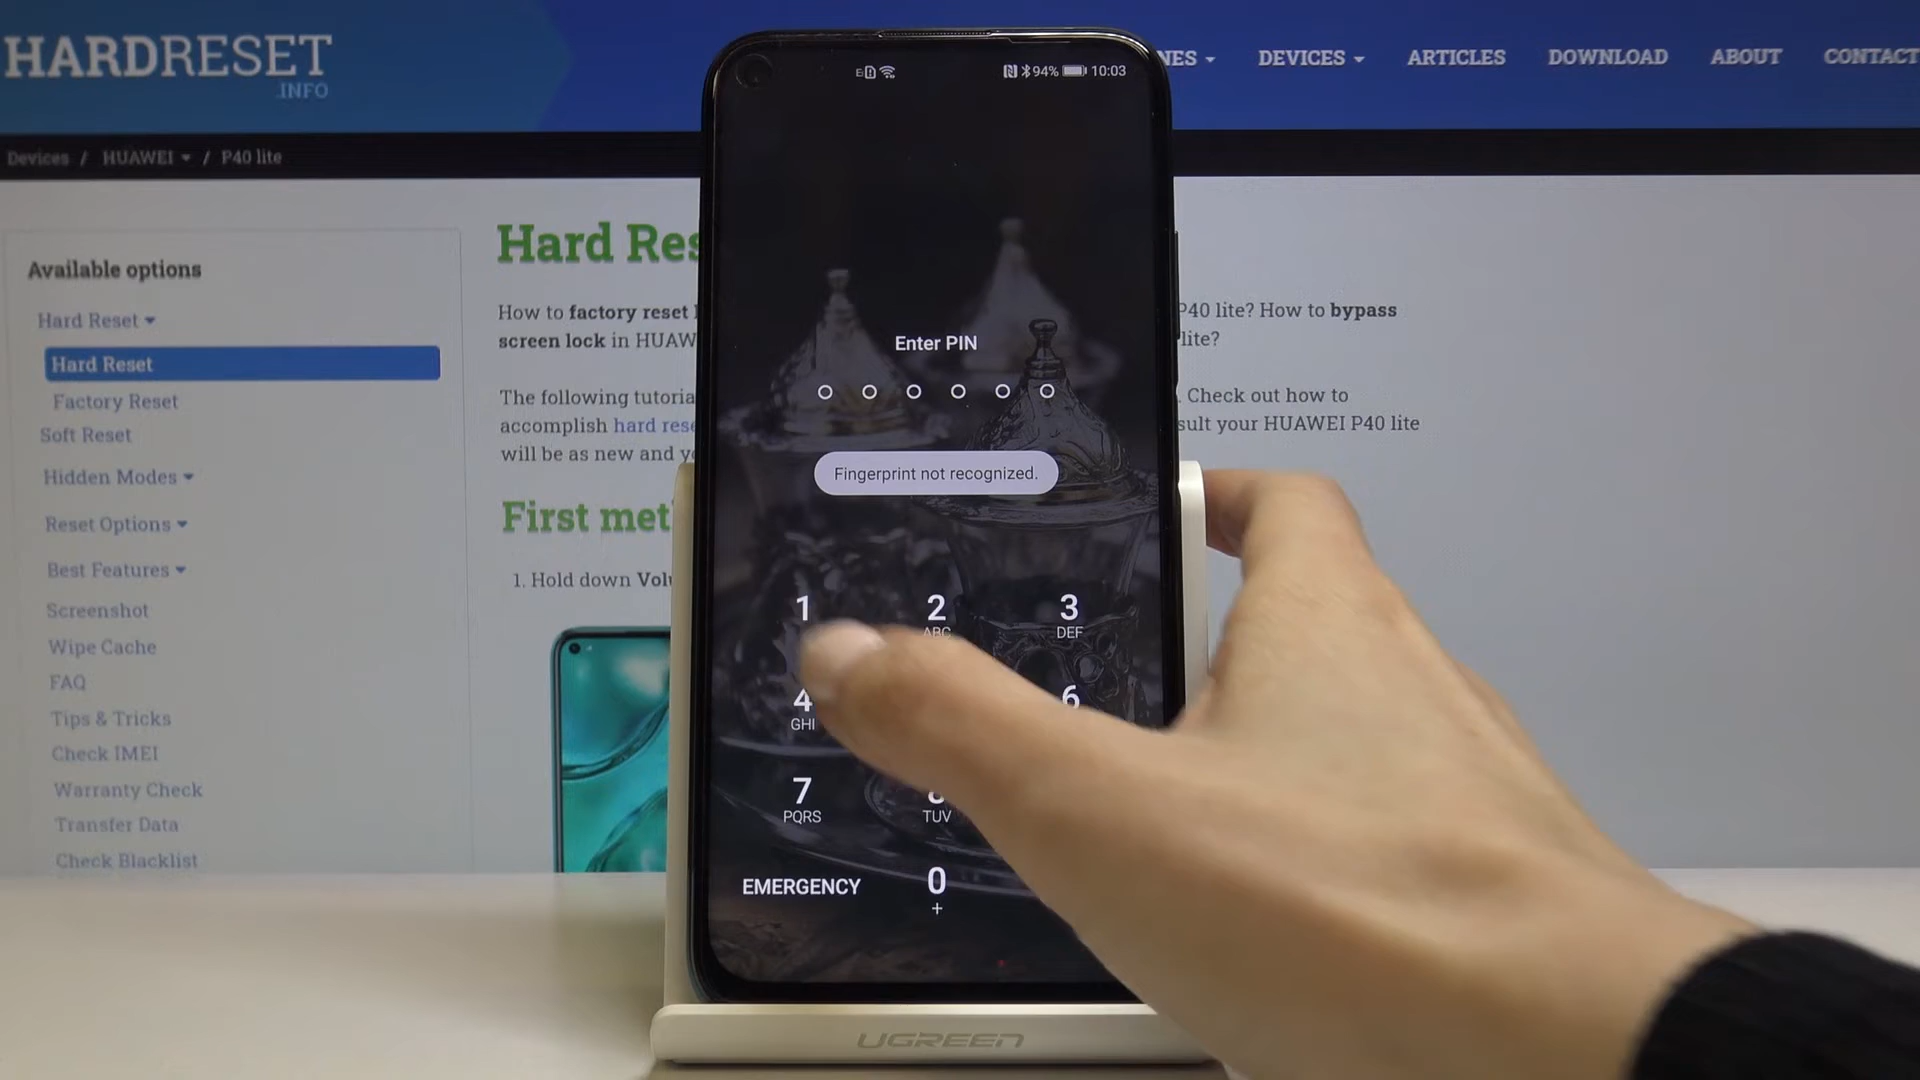 HARDRESET
.INFO
NES
DEVICES
ARTICLES
DOWNLOAD
ABOUT
CONTACT
Devices / HUAWEI / P40 lite
Available options
Hard Reset
Hard Reset
Factory Reset
Soft Reset
Hidden Modes
Reset Options
Best Features
Screenshot
Wipe Cache
FAQ
Tips & Tricks
Check IMEI
Warranty Check
Transfer Data
Check Blacklist
Hard Res
How to factory reset
P40 lite? How to bypass
screen lock in HUAW
lite?
The following tutoria
. Check out how to
accomplish hard rese
sult your HUAWEI P40 lite
will be as new and yo
First met
1. Hold down Volu
94% 10:03
Enter PIN
Fingerprint not recognized.
1
2
ABC
3
DEF
4
GHI
6
7
PQRS
8
TUV
EMERGENCY
0
+
UGREEN